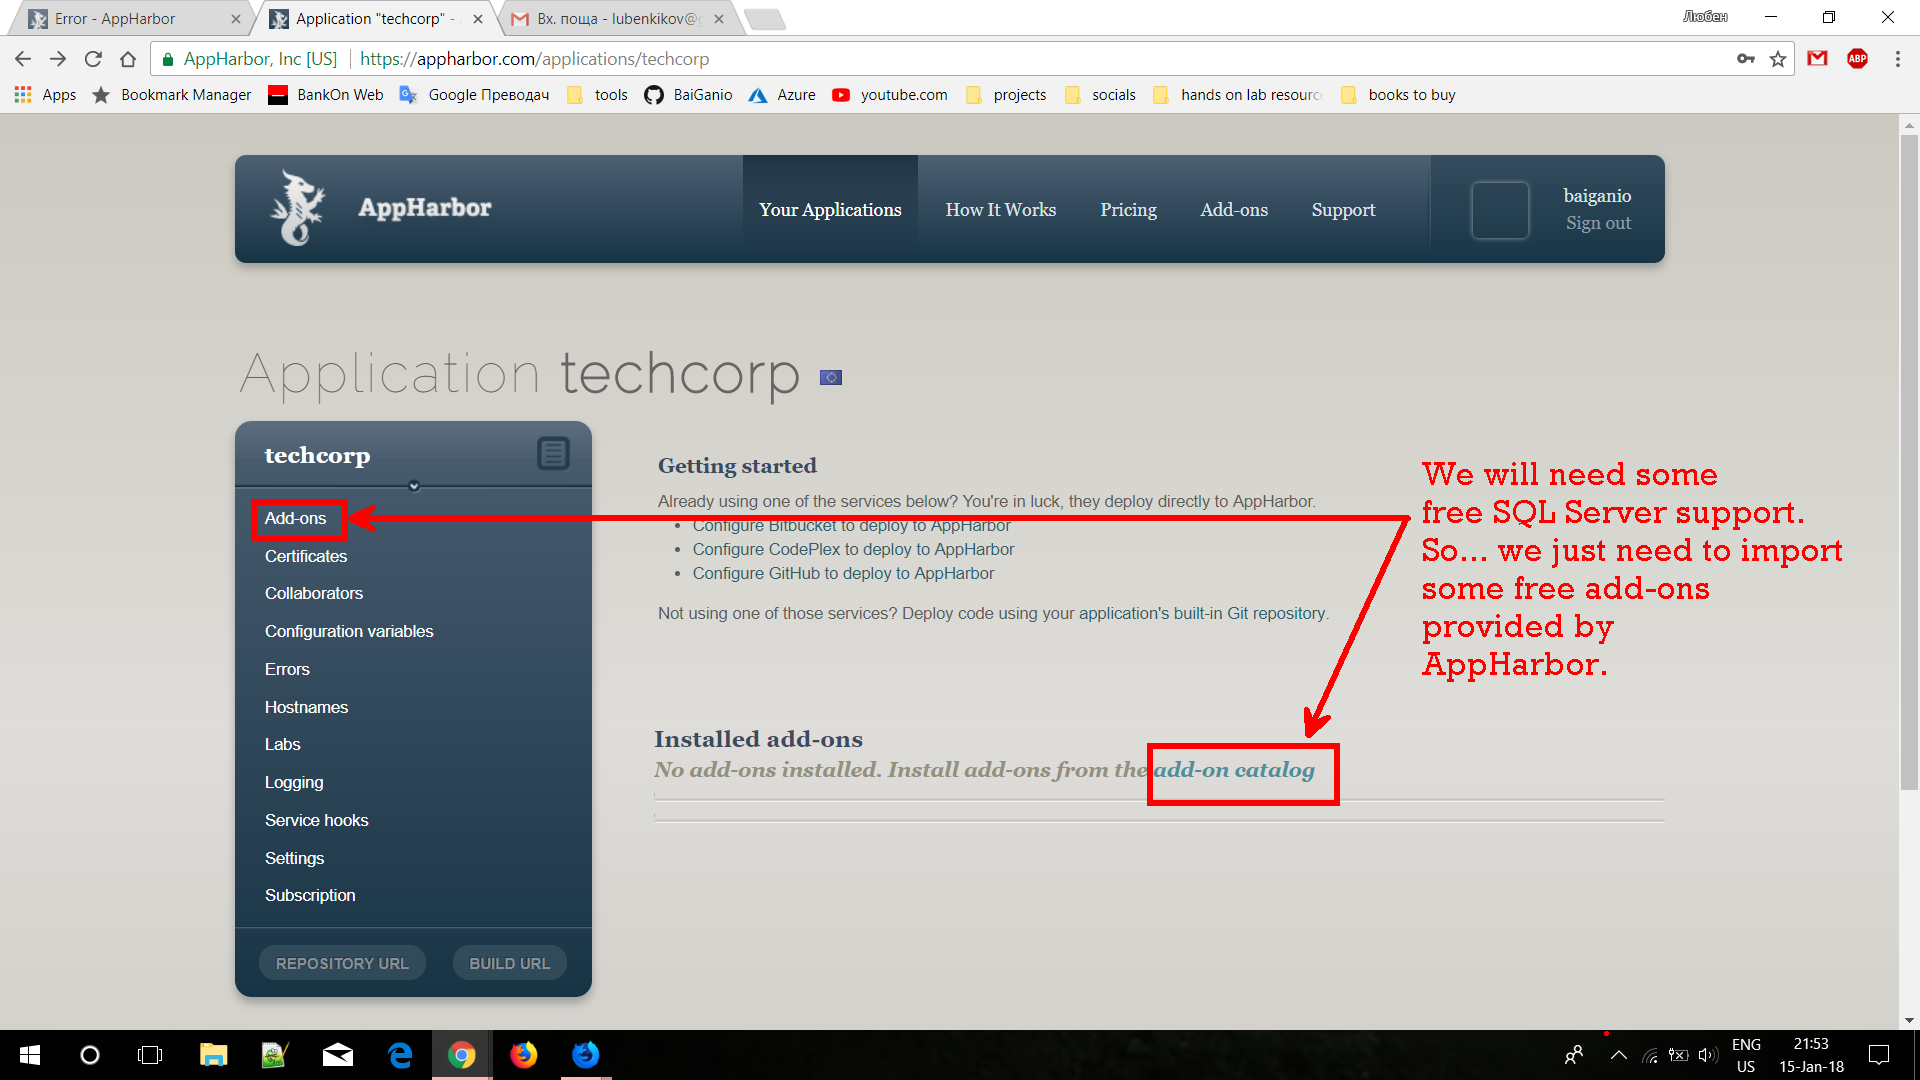 Error - AppHarbor
Application "techcorp" -
Вх. поща - lubenkikov@
Любен
AppHarbor, Inc [US]
https://appharbor.com/applications/techcorp
ABP
Apps
Bookmark Manager
BankOn Web
Google Преводач
tools
BaiGanio
Azure
youtube.com
projects
socials
hands on lab resourc
books to buy
AppHarbor
Your Applications
How It Works
Pricing
Add-ons
Support
baiganio
Sign out
Application techcorp
techcorp
Add-ons
Certificates
Collaborators
Configuration variables
Errors
Hostnames
Labs
Logging
Service hooks
Settings
Subscription
REPOSITORY URL
BUILD URL
Getting started
Already using one of the services below? You're in luck, they deploy directly to AppHarbor.
• Configure Bitbucket to deploy to AppHarbor
• Configure CodePlex to deploy to AppHarbor
• Configure GitHub to deploy to AppHarbor
Not using one of those services? Deploy code using your application's built-in Git repository.
Installed add-ons
No add-ons installed. Install add-ons from the add-on catalog
We will need some
free SQL Server support.
So... we just need to import
some free add-ons
provided by
AppHarbor.
ENG
US
21:53
15-Jan-18